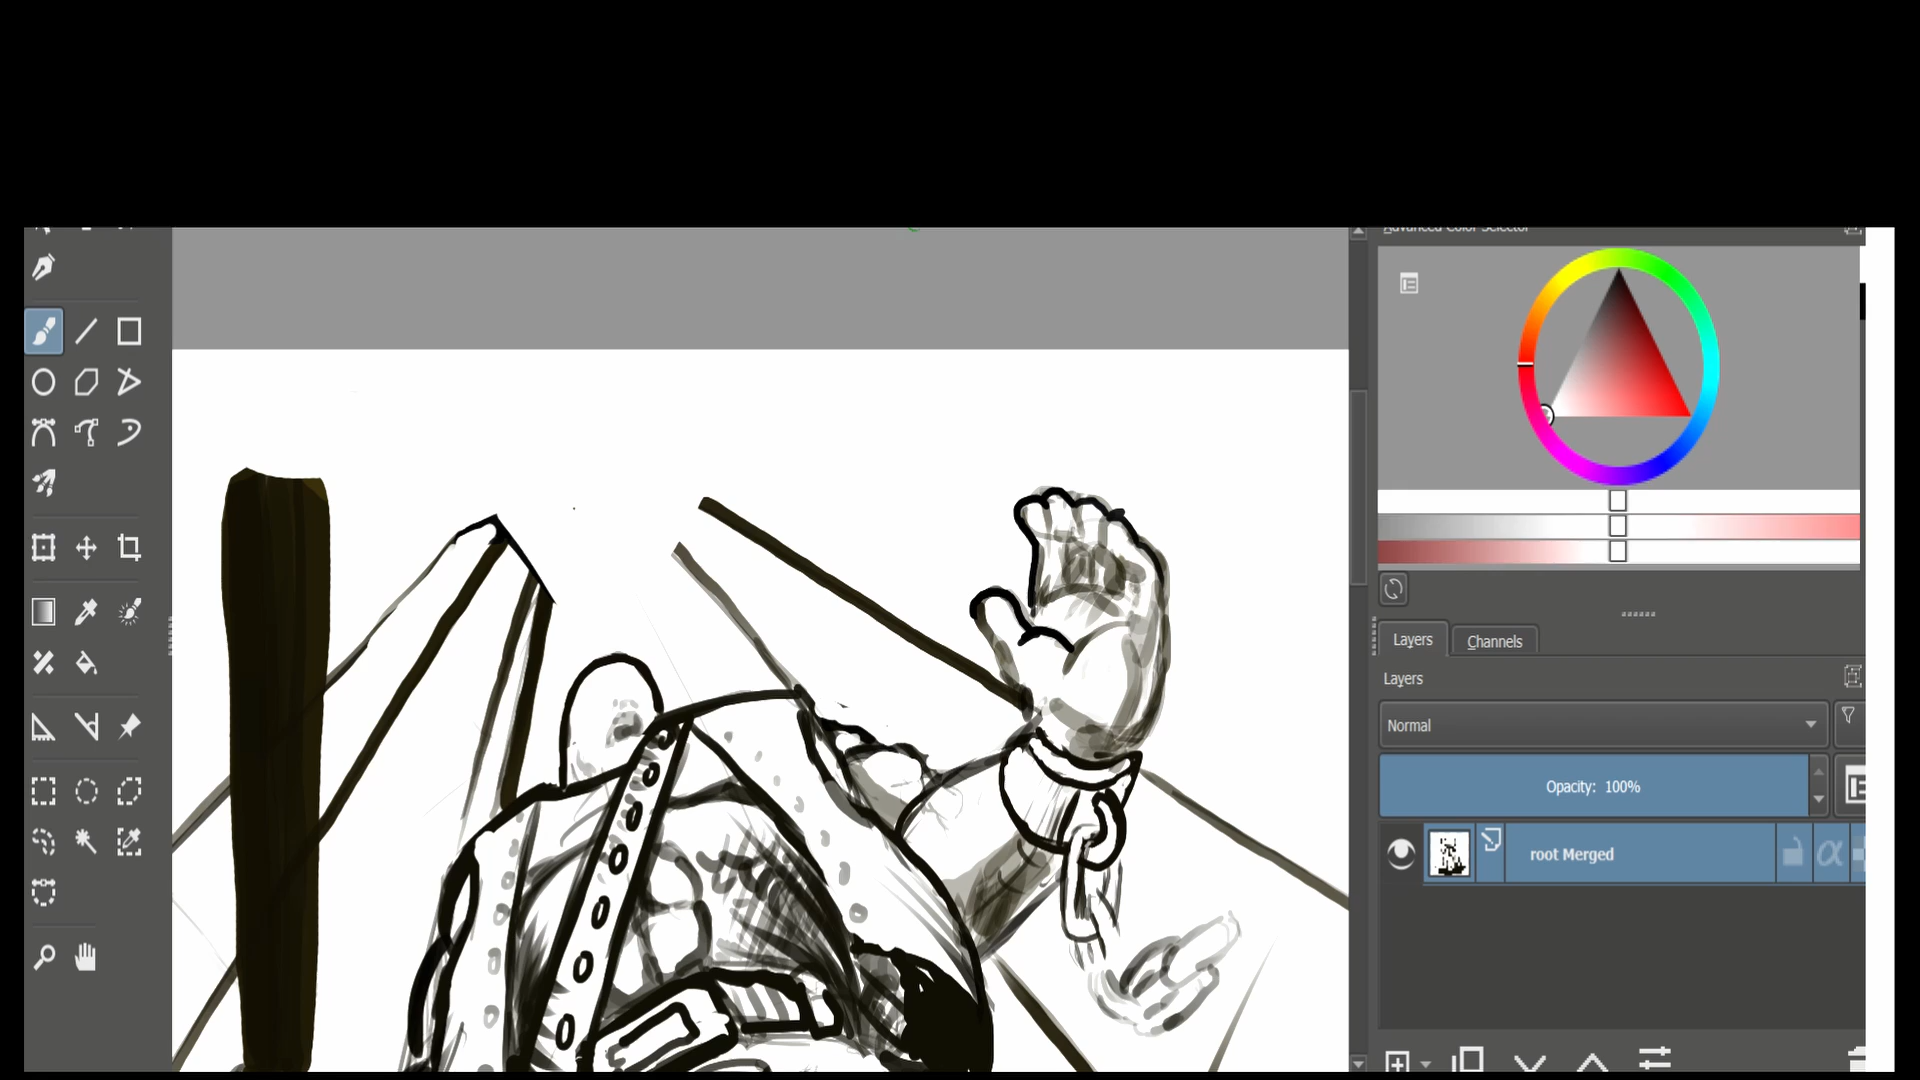 Advanced Color Selector
Layers
Channels
Layers
Normal
Opacity: 100%
root Merged